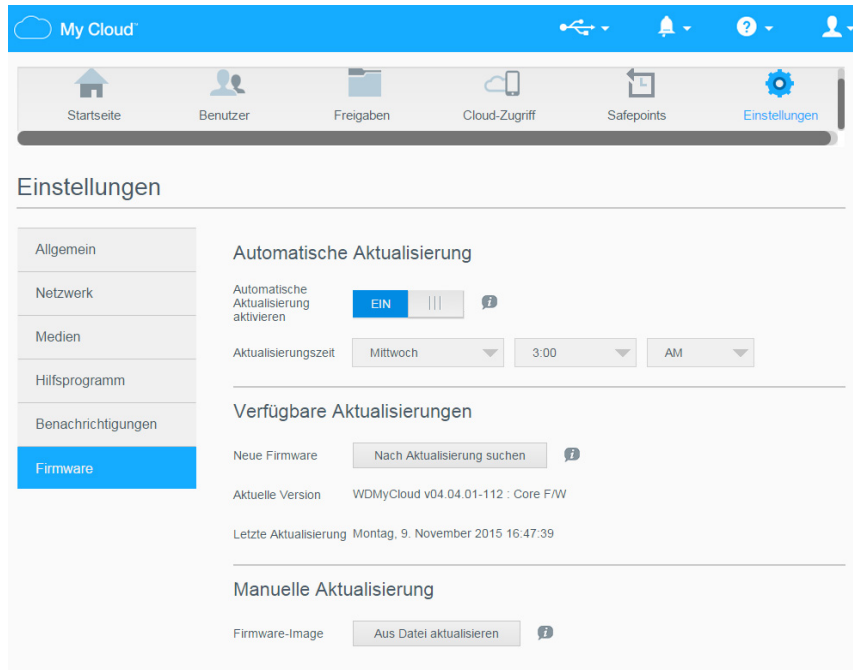 My Cloud™
Startseite Benutzer Freigaben Cloud-Zugriff Safepoints Einstellungen
Einstellungen
Allgemein
Netzwerk
Medien
Hilfsprogramm
Benachrichtigungen
Firmware
Automatische Aktualisierung
Automatische
Aktualisierung
aktivieren
EIN
Aktualisierungszeit Mittwoch 3:00 AM
Verfügbare Aktualisierungen
Neue Firmware Nach Aktualisierung suchen
Aktuelle Version WDMyCloud v04.04.01-112 : Core F/W
Letzte Aktualisierung Montag, 9. November 2015 16:47:39
Manuelle Aktualisierung
Firmware-Image Aus Datei aktualisieren